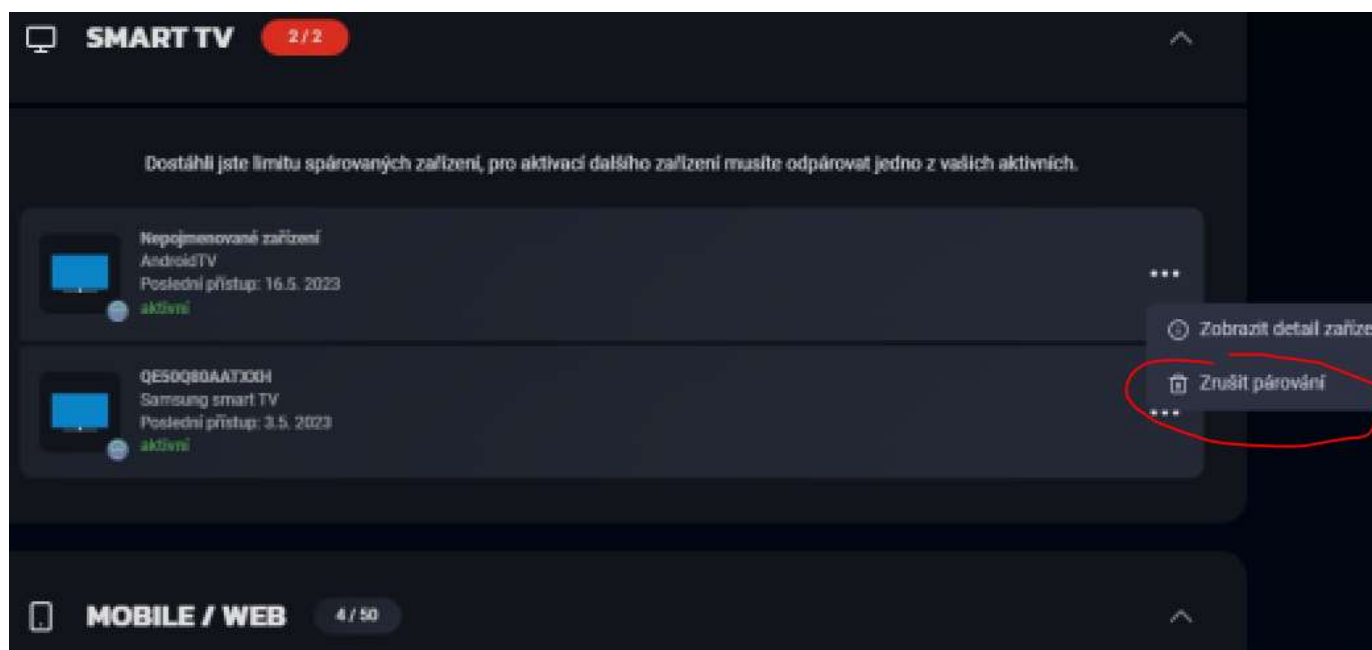 SMART TV 2 / 2
Dostáhli jste limitu spárovaných zařízení, pro aktivací dalšího zařízení musíte odpárovat jedno z vašich aktivních.
Nepojmenované zařízení
AndroidTV
Poslední přístup: 16.5. 2023
aktivní
Zobrazit detail zaříze
Zrušit párování
QE50Q80AATXXH
Samsung smart TV
Poslední přístup: 3.5. 2023
aktivní
MOBILE / WEB 4 / 50